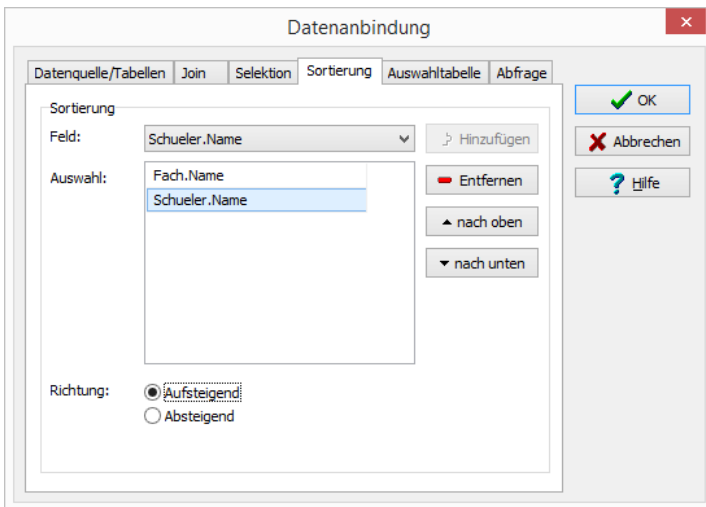 Datenanbindung
Datenquelle/Tabellen Join Selektion Sortierung Auswahltabelle Abfrage
Sortierung
Feld: Schueler.Name Hinzufügen
Auswahl: Fach.Name Entfernen
Schueler.Name
nach oben
nach unten
Richtung: Aufsteigend
Absteigend
OK
Abbrechen
Hilfe